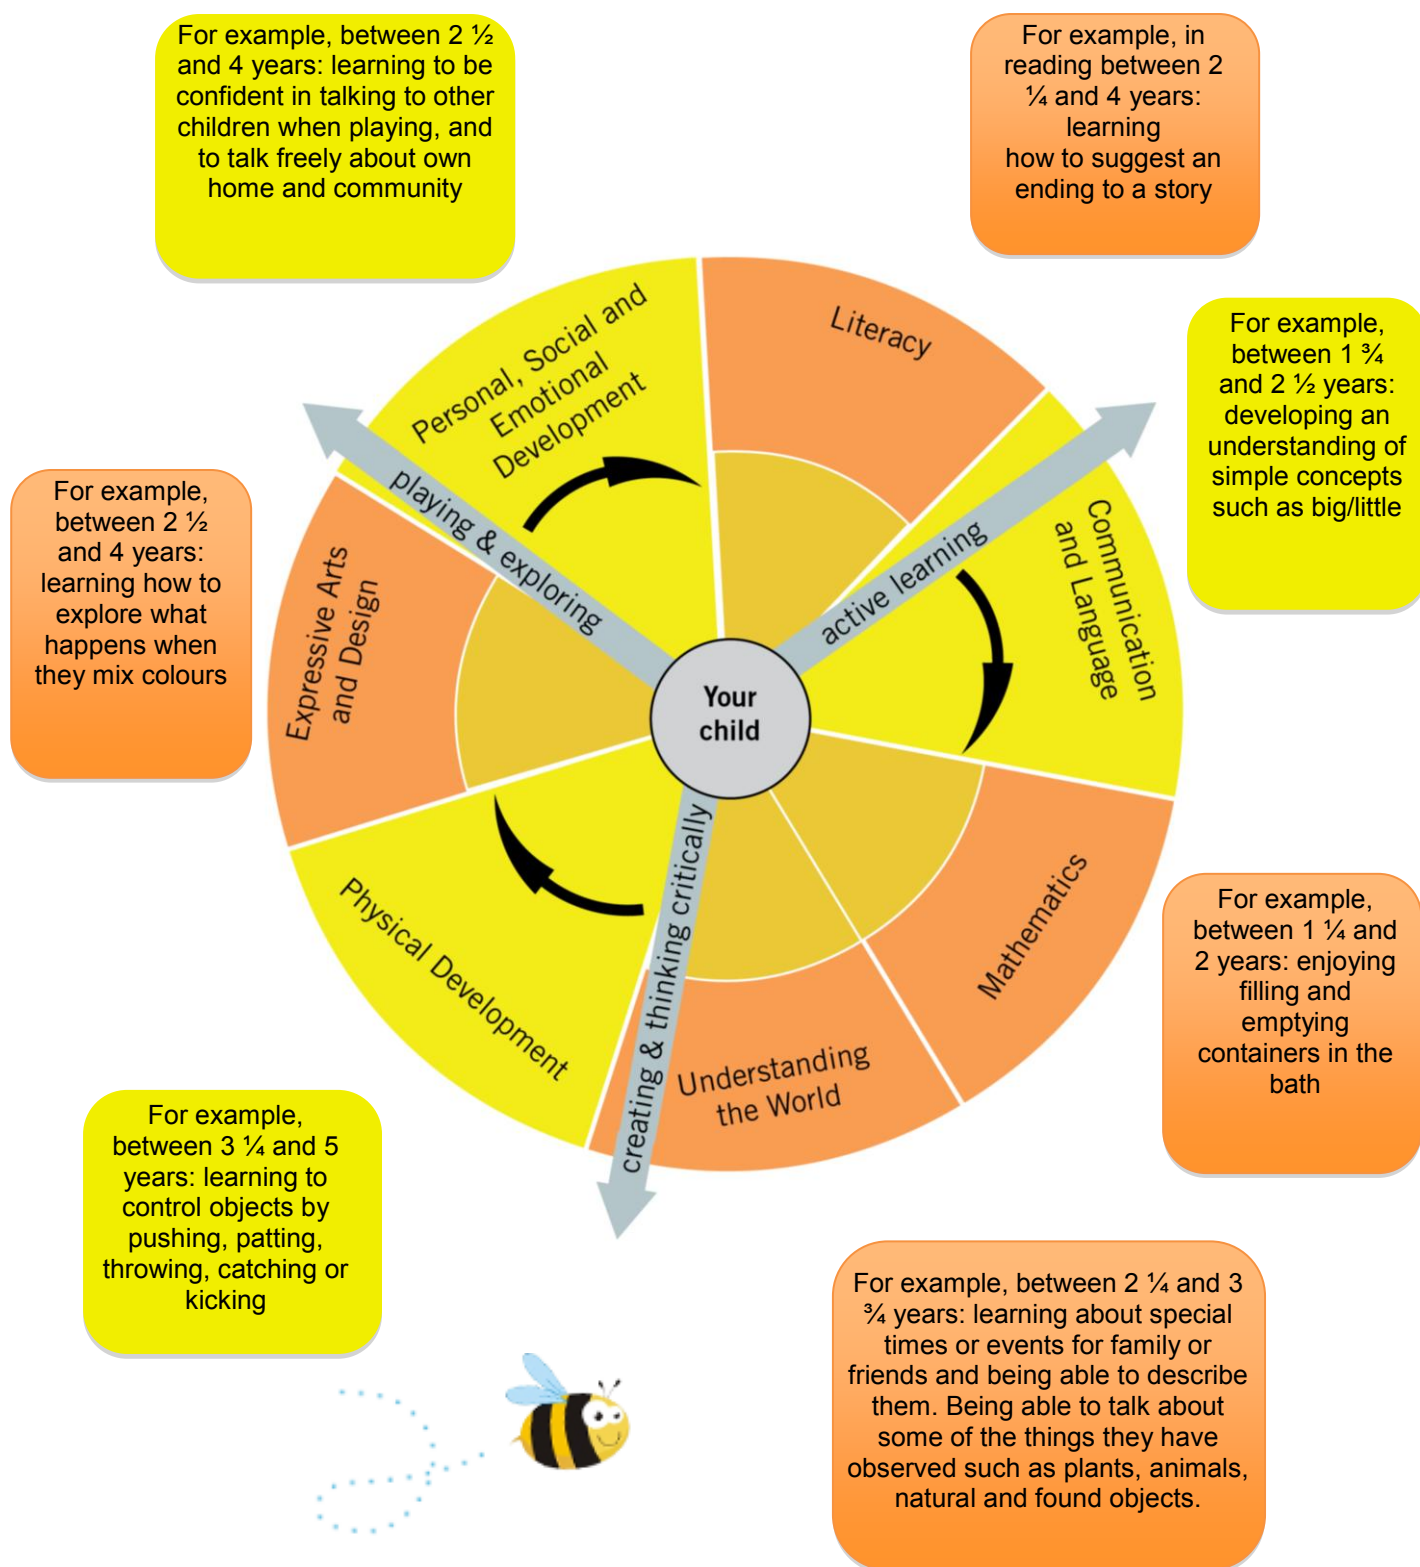 For example, between 2 ½
and 4 years: learning to be
confident in talking to other
children when playing, and
to talk freely about own
home and community
For example, in
reading between 2
¼ and 4 years:
learning
how to suggest an
ending to a story
For example,
between 1 ¾
and 2 ½ years:
developing an
understanding of
simple concepts
such as big/little
For example,
between 2 ½
and 4 years:
learning how to
explore what
happens when
they mix colours
Personal, Social and
Emotional
Development
Literacy
playing & exploring
active learning
Communication
and Language
Expressive Arts
and Design
Your
child
creating & thinking critically
Physical Development
Mathematics
Understanding
the World
For example,
between 1 ¼ and
2 years: enjoying
filling and
emptying
containers in the
bath
For example,
between 3 ¼ and 5
years: learning to
control objects by
pushing, patting,
throwing, catching or
kicking
For example, between 2 ¼ and 3
¾ years: learning about special
times or events for family or
friends and being able to describe
them. Being able to talk about
some of the things they have
observed such as plants, animals,
natural and found objects.